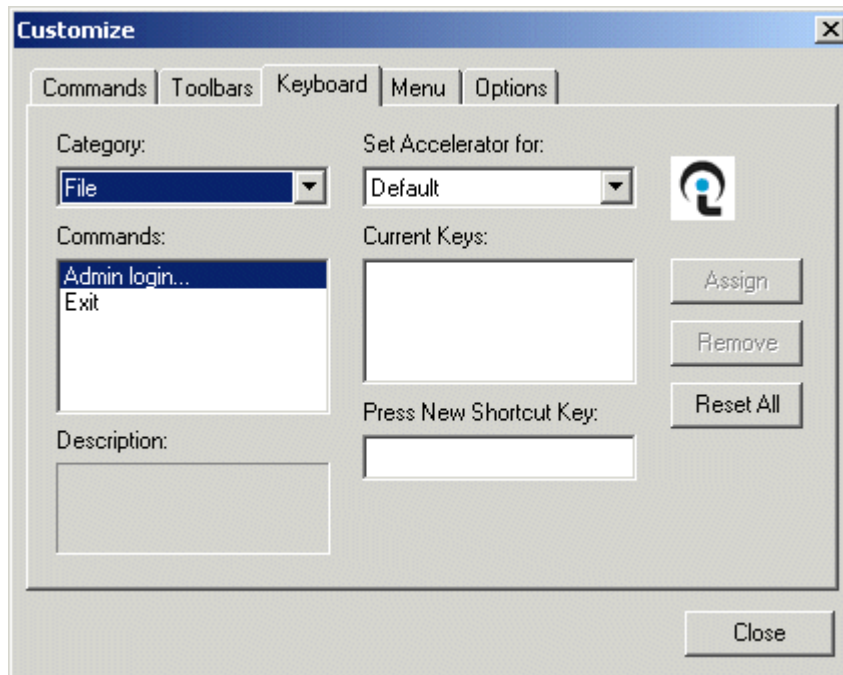 Customize
Commands Toolbars Keyboard Menu Options
Category:
File
Commands:
Admin login...
Exit
Description:
Set Accelerator for:
Default
Current Keys:
Press New Shortcut Key:
Assign
Remove
Reset All
Close